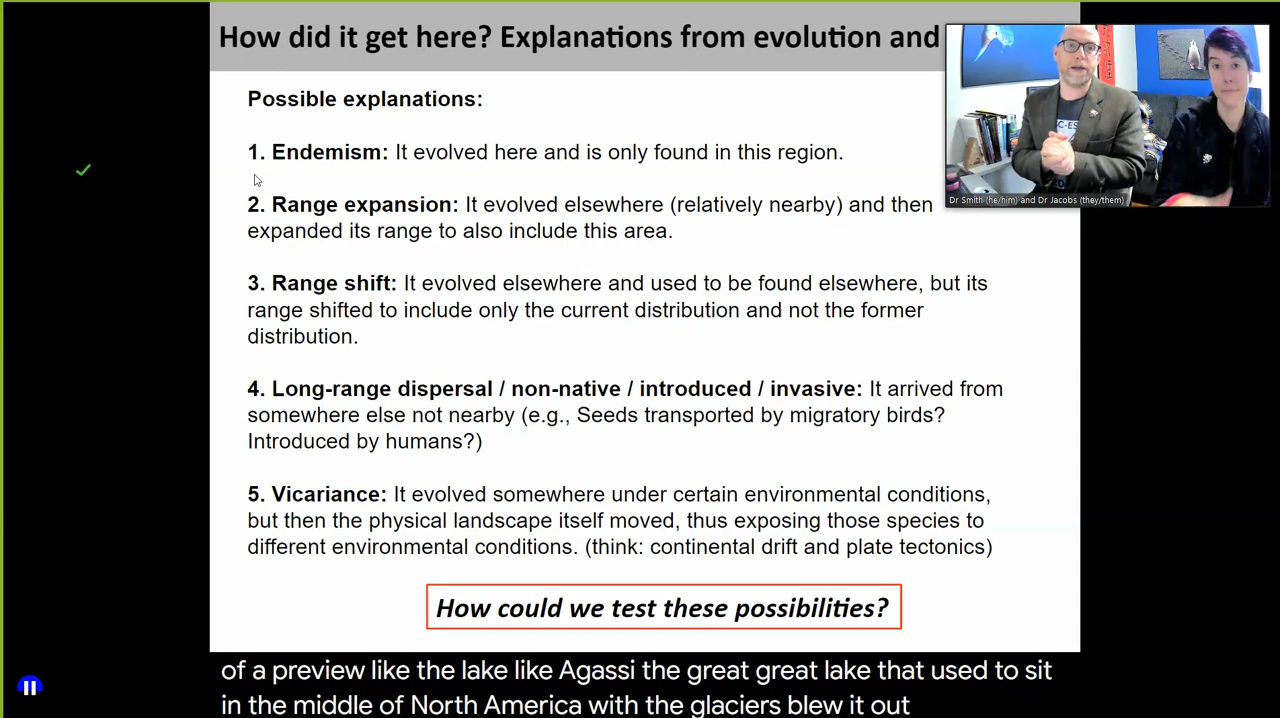 How did it get here? Explanations from evolution and
Possible explanations:
1. Endemism: It evolved here and is only found in this region.
2. Range expansion: It evolved elsewhere (relatively nearby) and then
expanded its range to also include this area.
3. Range shift: It evolved elsewhere and used to be found elsewhere, but its
range shifted to include only the current distribution and not the former
distribution.
4. Long-range dispersal / non-native / introduced / invasive: It arrived from
somewhere else not nearby (e.g., Seeds transported by migratory birds?
Introduced by humans?)
5. Vicariance: It evolved somewhere under certain environmental conditions,
but then the physical landscape itself moved, thus exposing those species to
different environmental conditions. (think: continental drift and plate tectonics)
How could we test these possibilities?
Dr Smith (he/him) and Dr Jacobs (they/them)
of a preview like the lake like Agassi the great great lake that used to sit
in the middle of North America with the glaciers blew it out